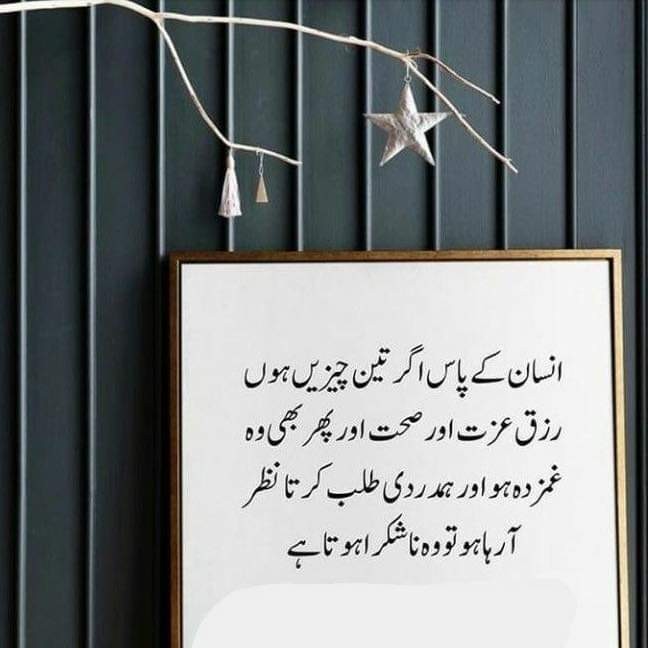 انسان کے پاس اگر تین چیزیں ہوں
رزق عزت اور صحت اور پھر بھی وہ
غمزدہ ہو اور ہمدردی طلب کرتا نظر
آرہا ہو تو وہ ناشکرا ہوتا ہے